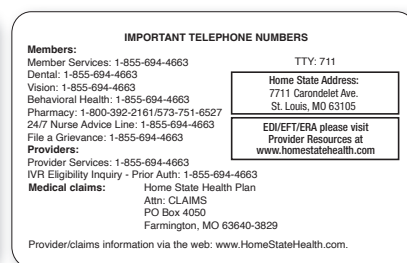 IMPORTANT TELEPHONE NUMBERS
Members:
Member Services: 1-855-694-4663
Dental: 1-855-694-4663
Vision: 1-855-694-4663
Behavioral Health: 1-855-694-4663
Pharmacy: 1-800-392-2161/573-751-6527
24/7 Nurse Advice Line: 1-855-694-4663
File a Grievance: 1-855-694-4663
TTY: 711
Home State Address:
7711 Carondelet Ave.
St. Louis, MO 63105
EDI/EFT/ERA please visit
Provider Resources at
www.homestatehealth.com
Providers:
Provider Services: 1-855-694-4663
IVR Eligibility Inquiry - Prior Auth: 1-855-694-4663
Medical claims: Home State Health Plan
Attn: CLAIMS
PO Box 4050
Farmington, MO 63640-3829
Provider/claims information via the web: www.HomeStateHealth.com.